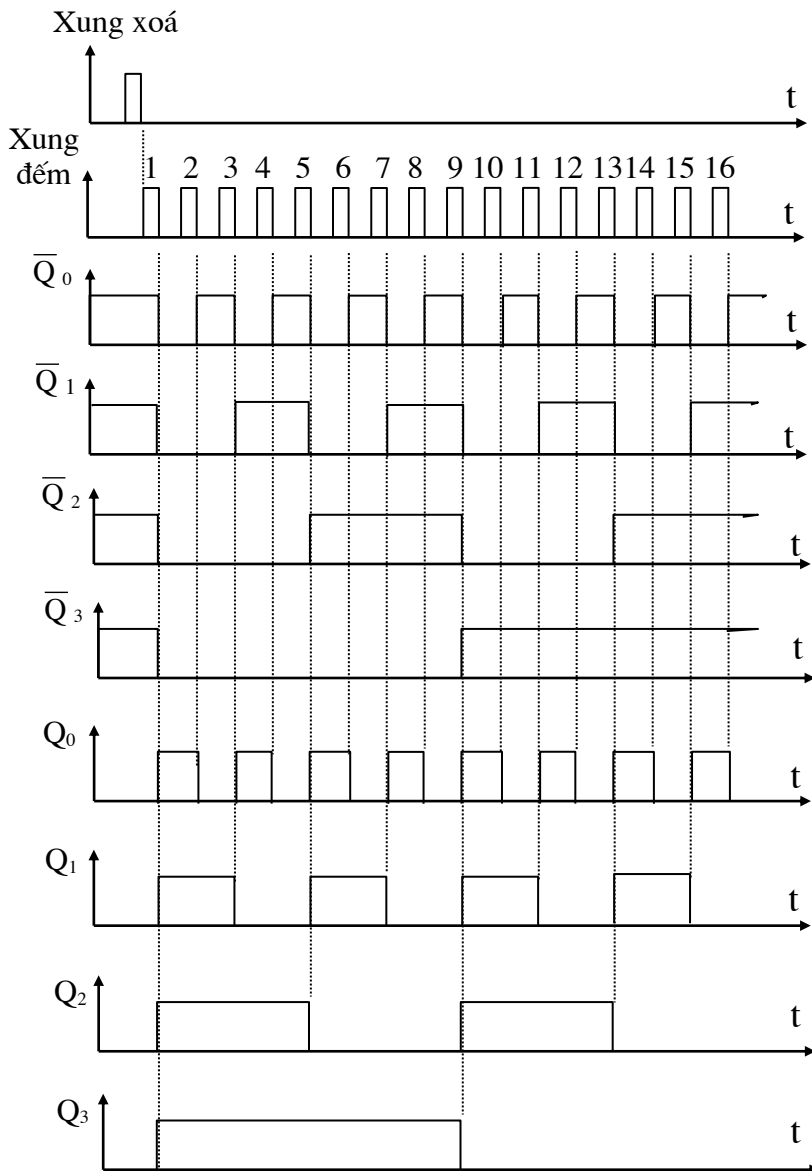 Xung xoá
t
Xung
đếm
1 2 3 4 5 6 7 8 9 10 11 12 13 14 15 16
t
Q̅ 0
t
Q̅ 1
t
Q̅ 2
t
Q̅ 3
t
Q0
t
Q1
t
Q2
t
Q3
t